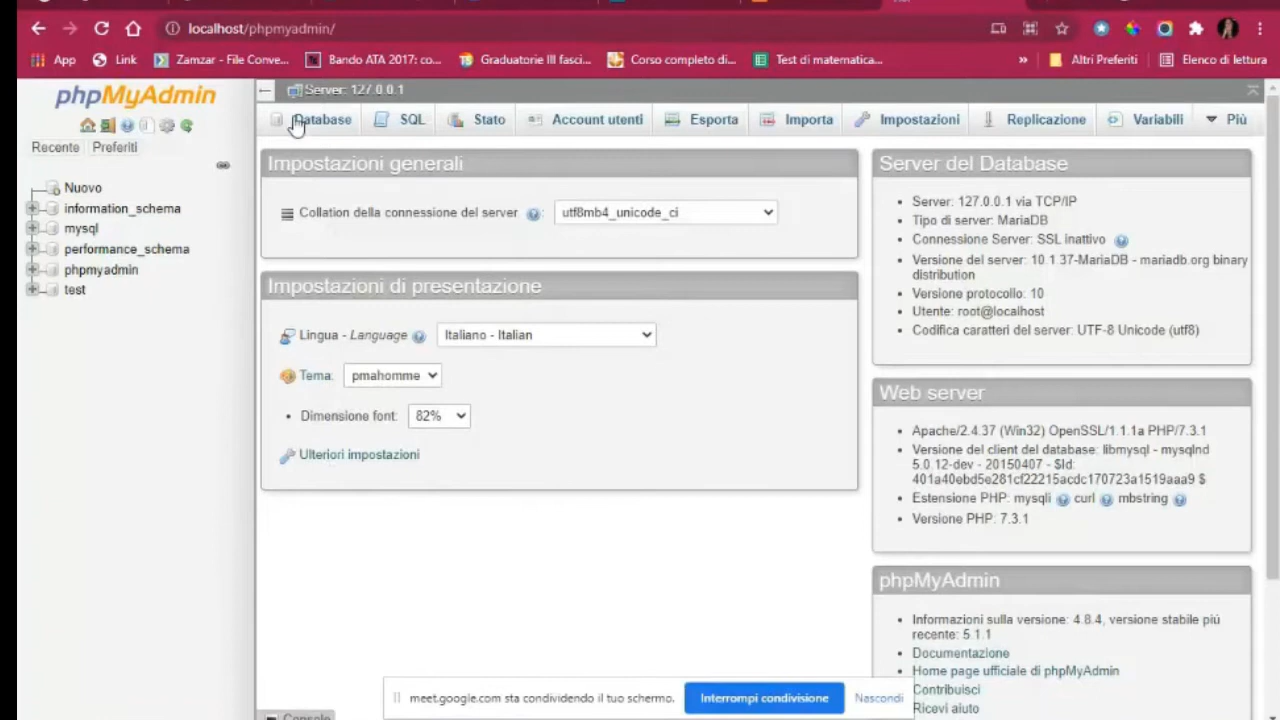 localhost/phpmyadmin/
App
Link
Zamzar - File Conve...
Bando ATA 2017: co...
Graduatorie III fasci...
Corso completo di...
Test di matematica...
»
Altri Preferiti
Elenco di lettura
phpMyAdmin
Recente
Preferiti
Nuovo
information_schema
mysql
performance_schema
phpmyadmin
test
Server: 127.0.0.1
Database
SQL
Stato
Account utenti
Esporta
Importa
Impostazioni
Replicazione
Variabili
Più
Impostazioni generali
Collation della connessione del server
:
utf8mb4_unicode_ci
Impostazioni di presentazione
Lingua - Language
Italiano - Italian
Tema:
pmahomme
• Dimensione font:
82%
Ulteriori impostazioni
Server del Database
• Server: 127.0.0.1 via TCP/IP
• Tipo di server: MariaDB
• Connessione Server: SSL inattivo
• Versione del server: 10.1.37-MariaDB - mariadb.org binary
distribution
• Versione protocollo: 10
• Utente: root@localhost
• Codifica caratteri del server: UTF-8 Unicode (utf8)
Web server
• Apache/2.4.37 (Win32) OpenSSL/1.1.1a PHP/7.3.1
• Versione del client del database: libmysql - mysqlnd
5.0.12-dev - 20150407 - $Id:
401a40ebd5e281cf22215acdc170723a1519aaa9 $
• Estensione PHP: mysqli curl mbstring
• Versione PHP: 7.3.1
phpMyAdmin
• Informazioni sulla versione: 4.8.4, versione stabile più
recente: 5.1.1
• Documentazione
• Home page ufficiale di phpMyAdmin
Contribuisci
Ricevi aiuto
meet.google.com sta condividendo il tuo schermo.
Interrompi condivisione
Nascondi
Console